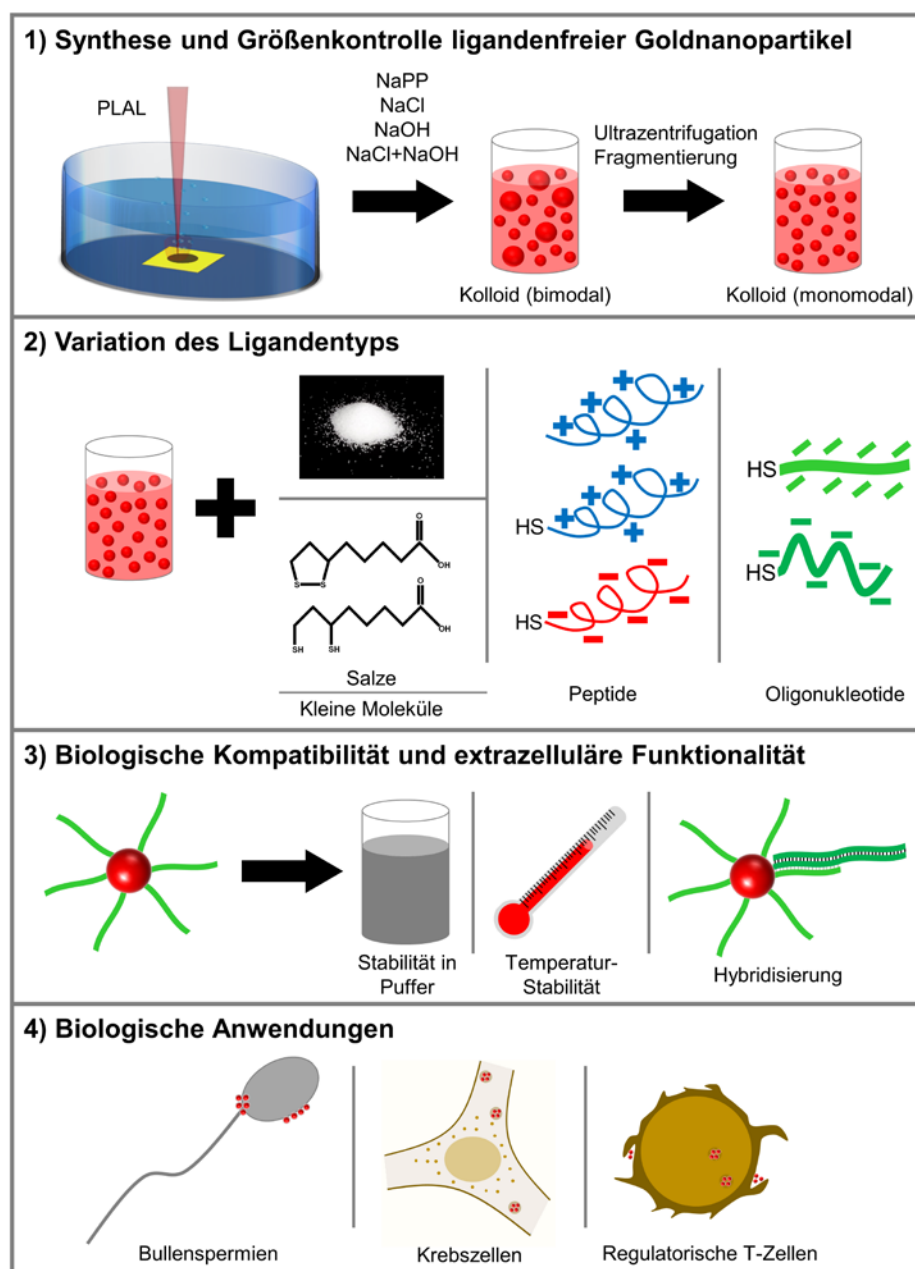 1) Synthese und Größenkontrolle ligandenfreier Goldnanopartikel
PLAL
NaPP
NaCl
NaOH
NaCl+NaOH
Ultrazentrifugation
Fragmentierung
Kolloid (bimodal)
Kolloid (monomodal)
2) Variation des Ligandentyps
O
OH
S
S
O
OH
SH
SH
Salze
Kleine Moleküle
HS
HS
Peptide
HS
HS
Oligonukleotide
3) Biologische Kompatibilität und extrazelluläre Funktionalität
Stabilität in
Puffer
Temperatur-
Stabilität
Hybridisierung
4) Biologische Anwendungen
Bullenspermien
Krebszellen
Regulatorische T-Zellen